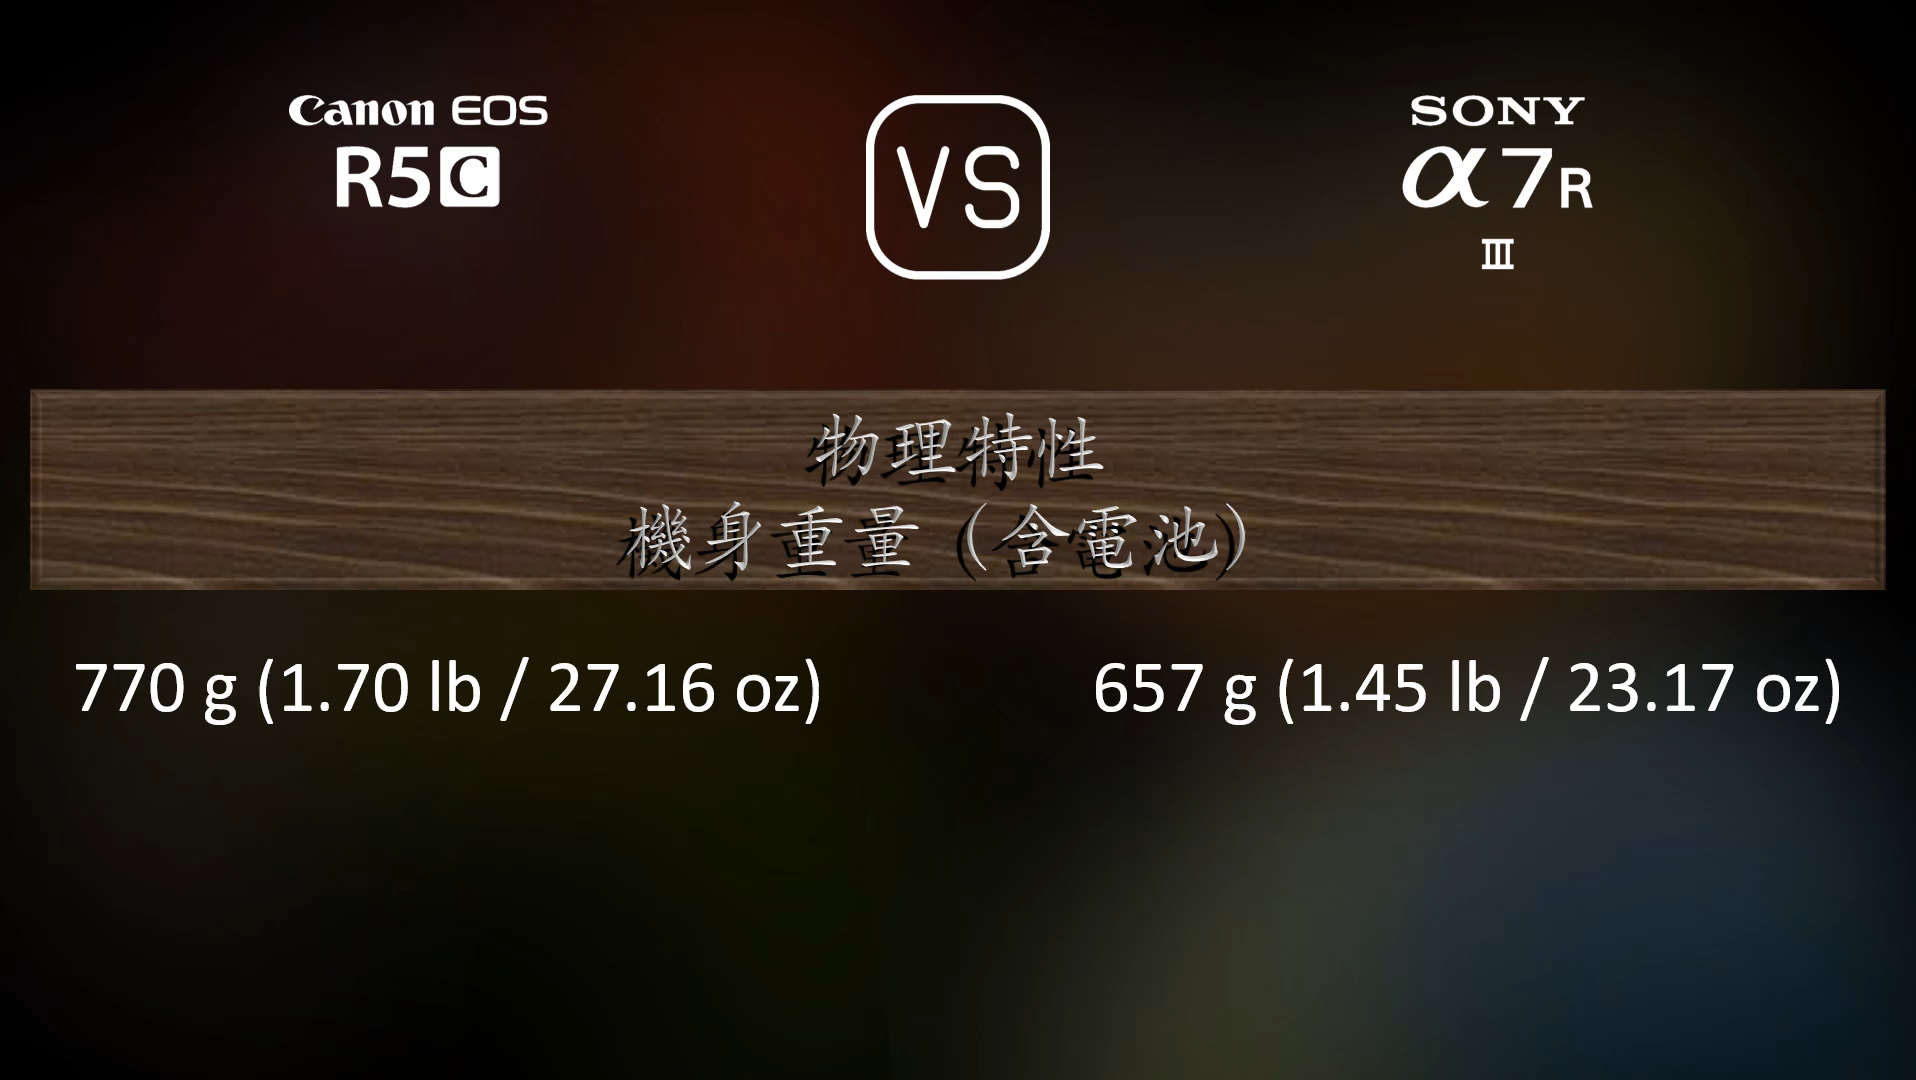 Canon EOS
R5 C
VS
SONY
α7R
III
物理特性
機身重量（含電池）
770 g (1.70 lb / 27.16 oz)
657 g (1.45 lb / 23.17 oz)